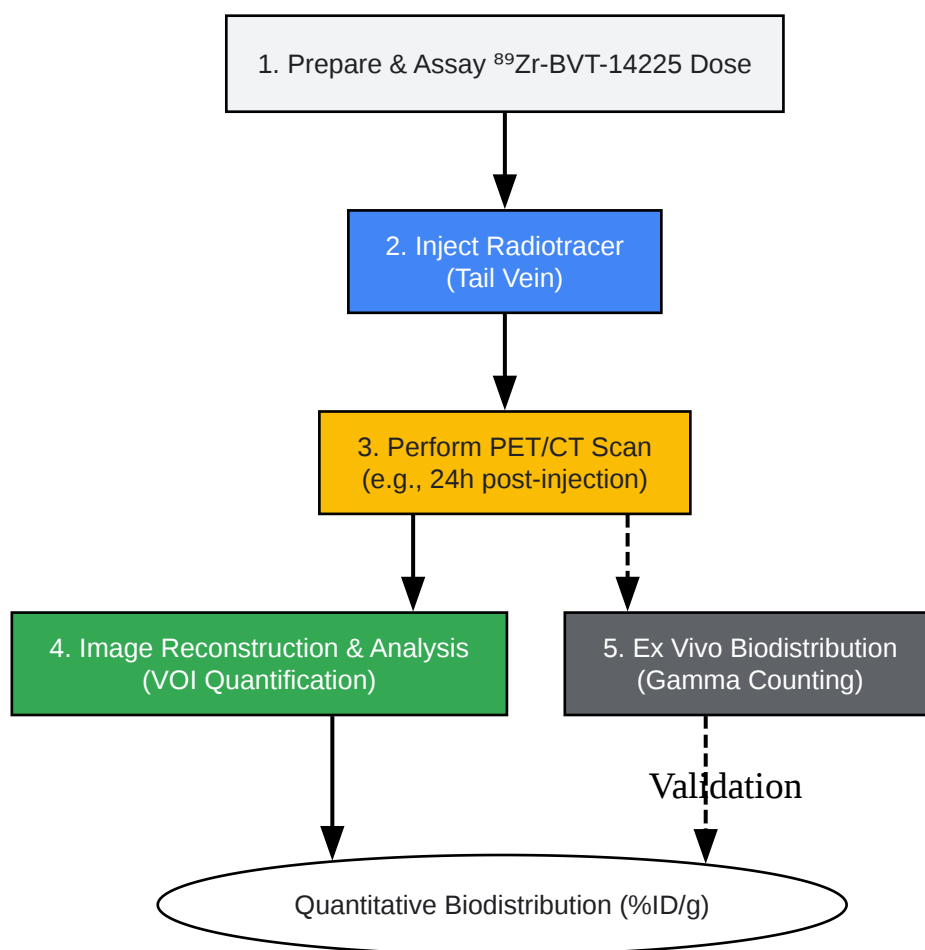 1. Prepare & Assay ⁸⁹Zr-BVT-14225 Dose
2. Inject Radiotracer
(Tail Vein)
3. Perform PET/CT Scan
(e.g., 24h post-injection)
4. Image Reconstruction & Analysis
(VOI Quantification)
5. Ex Vivo Biodistribution
(Gamma Counting)
Validation
Quantitative Biodistribution (%ID/g)